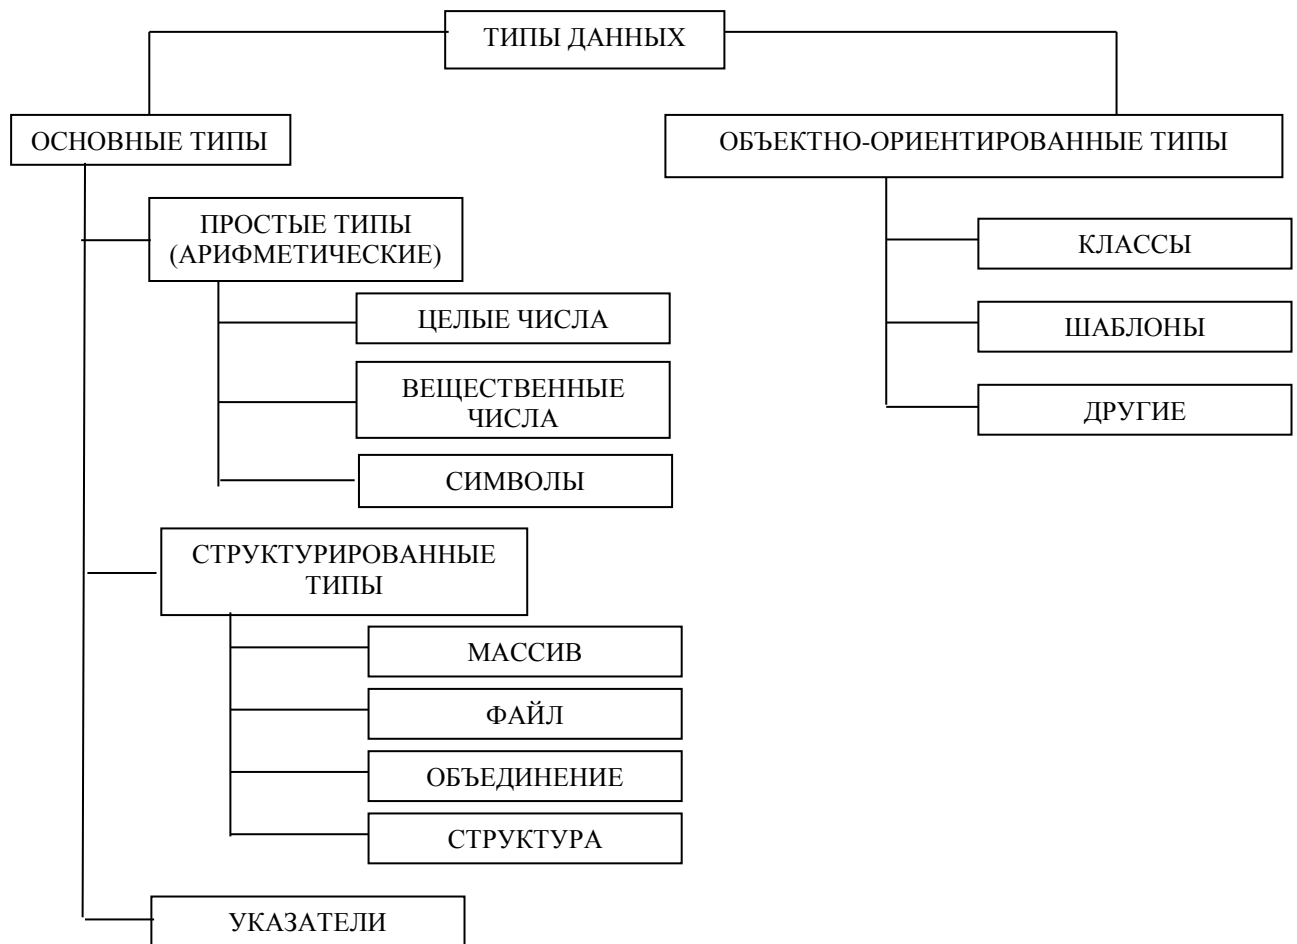 ТИПЫ ДАННЫХ
ОСНОВНЫЕ ТИПЫ
ОБЪЕКТНО-ОРИЕНТИРОВАННЫЕ ТИПЫ
ПРОСТЫЕ ТИПЫ
(АРИФМЕТИЧЕСКИЕ)
ЦЕЛЫЕ ЧИСЛА
ВЕЩЕСТВЕННЫЕ
ЧИСЛА
СИМВОЛЫ
СТРУКТУРИРОВАННЫЕ
ТИПЫ
МАССИВ
ФАЙЛ
ОБЪЕДИНЕНИЕ
СТРУКТУРА
УКАЗАТЕЛИ
КЛАССЫ
ШАБЛОНЫ
ДРУГИЕ